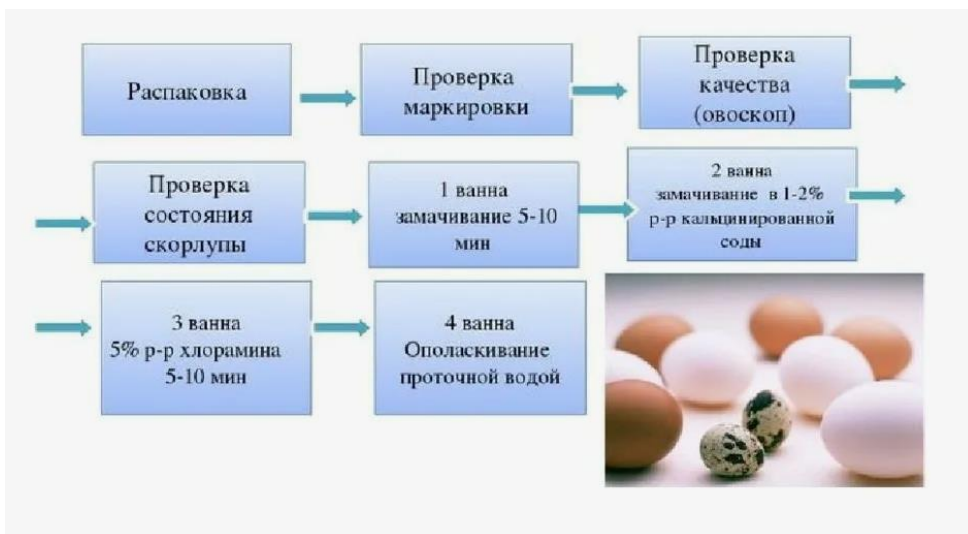 Распаковка
Проверка
маркировки
Проверка
качества
(овоскоп)
Проверка
состояния
скорлупы
1 ванна
замачивание 5-10
мин
2 ванна
замачивание в 1-2%
р-р кальцинированной
соды
3 ванна
5% р-р хлорамина
5-10 мин
4 ванна
Ополаскивание
проточной водой